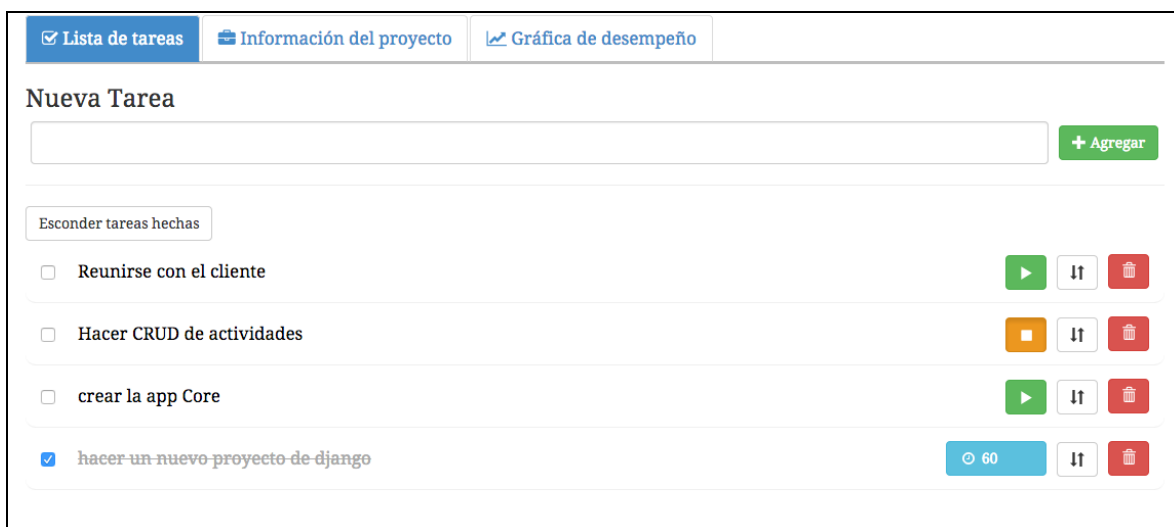 Lista de tareas
Información del proyecto
Gráfica de desempeño
Nueva Tarea
Agregar
Esconder tareas hechas
Reunirse con el cliente
Hacer CRUD de actividades
crear la app Core
hacer un nuevo proyecto de django
60